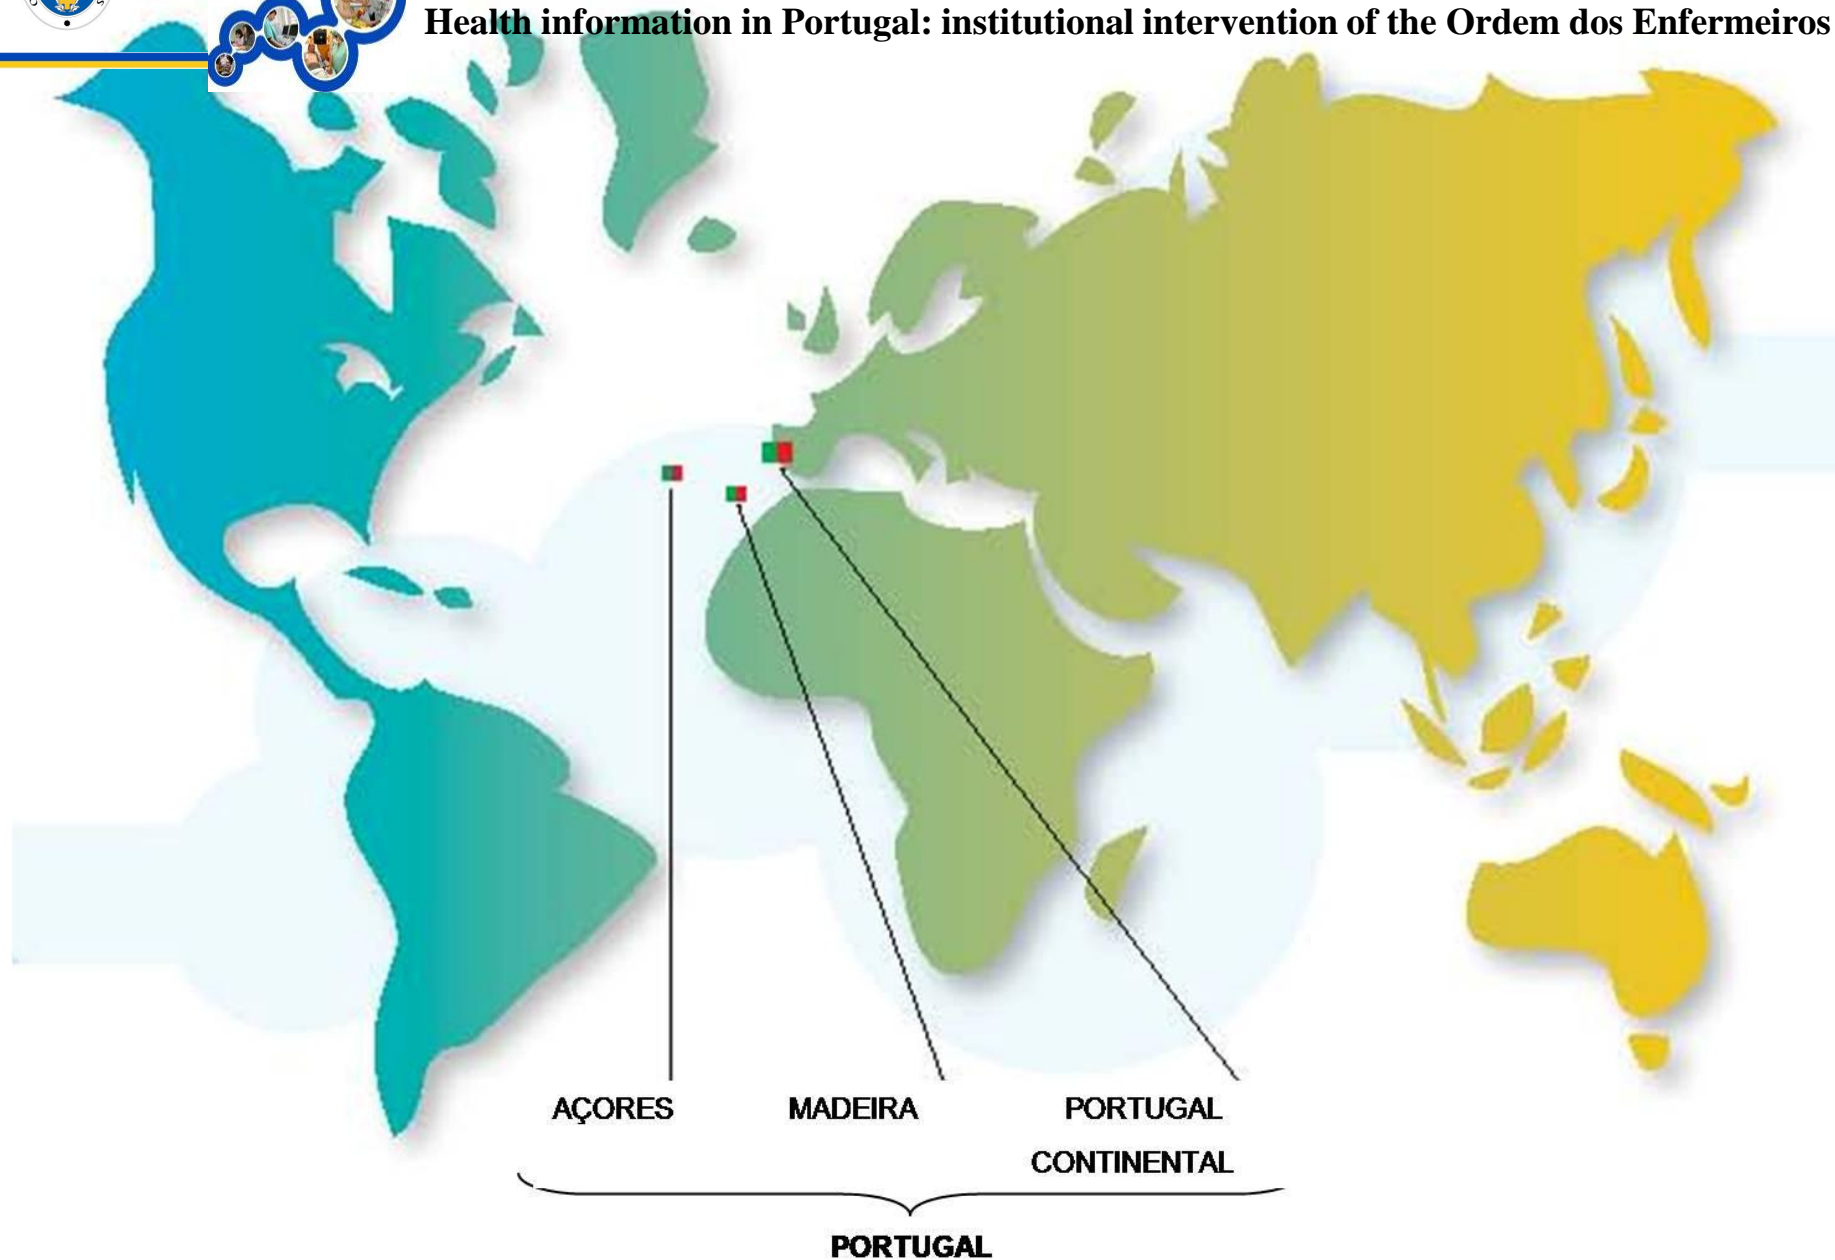 Health information in Portugal: institutional intervention of the Ordem dos Enfermeiros
AÇORES
MADEIRA
PORTUGAL
CONTINENTAL
PORTUGAL